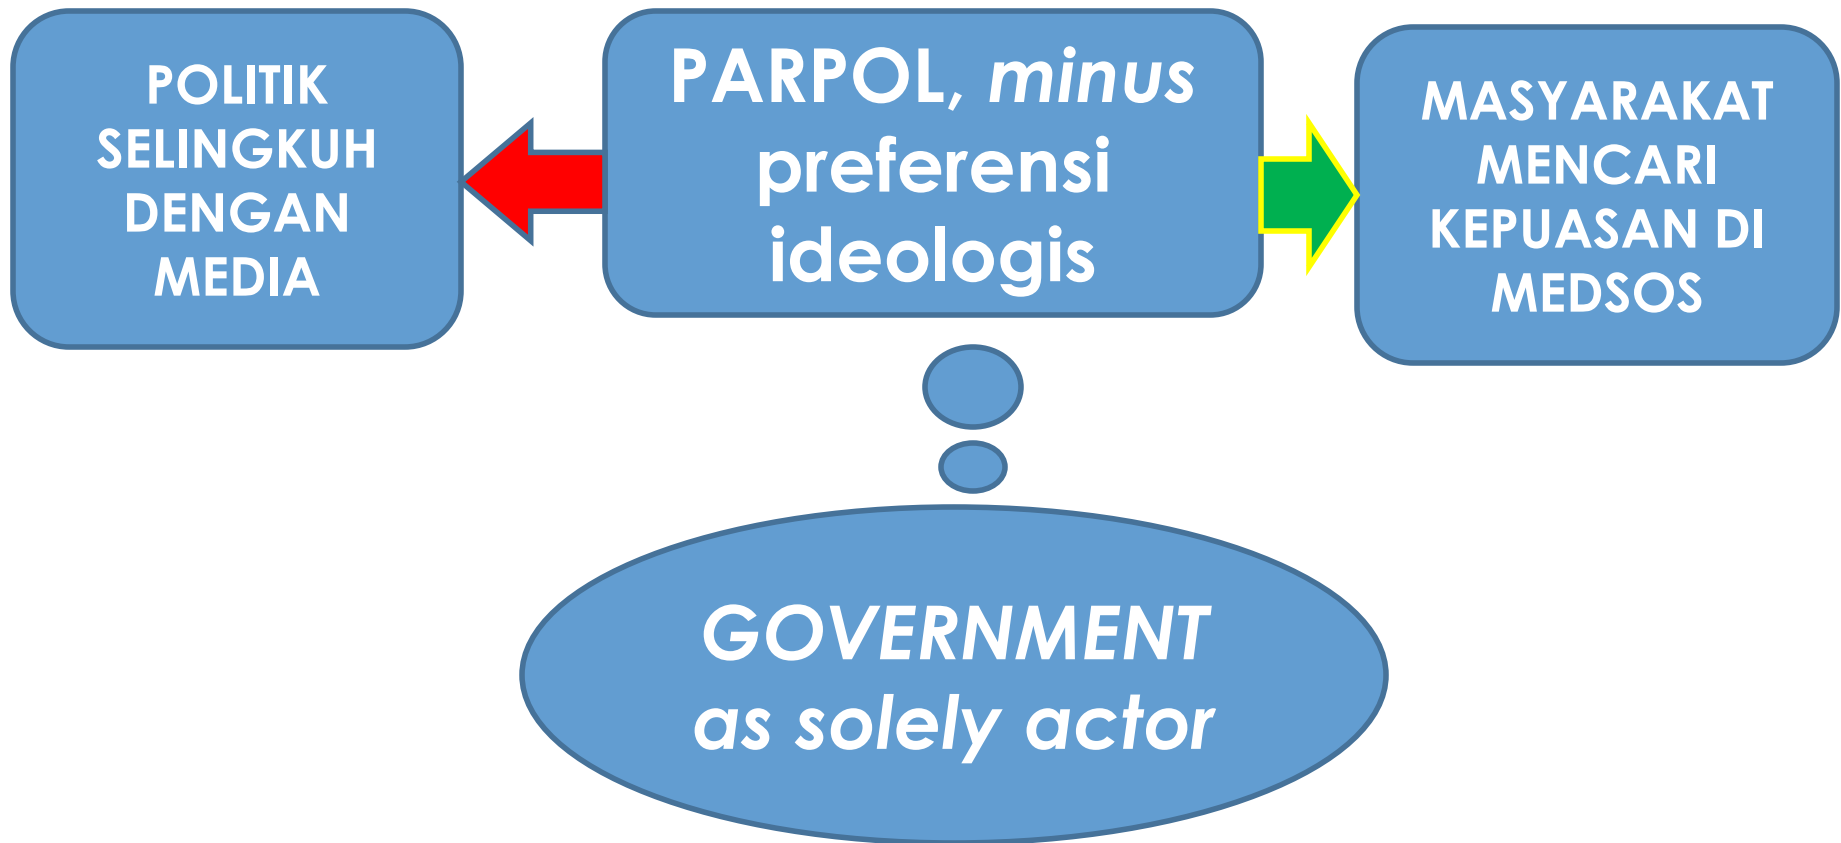 POLITIK
SELINGKUH
DENGAN
MEDIA
PARPOL, minus
preferensi
ideologis
MASYARAKAT
MENCARI
KEPUASAN DI
MEDSOS
GOVERNMENT
as solely actor